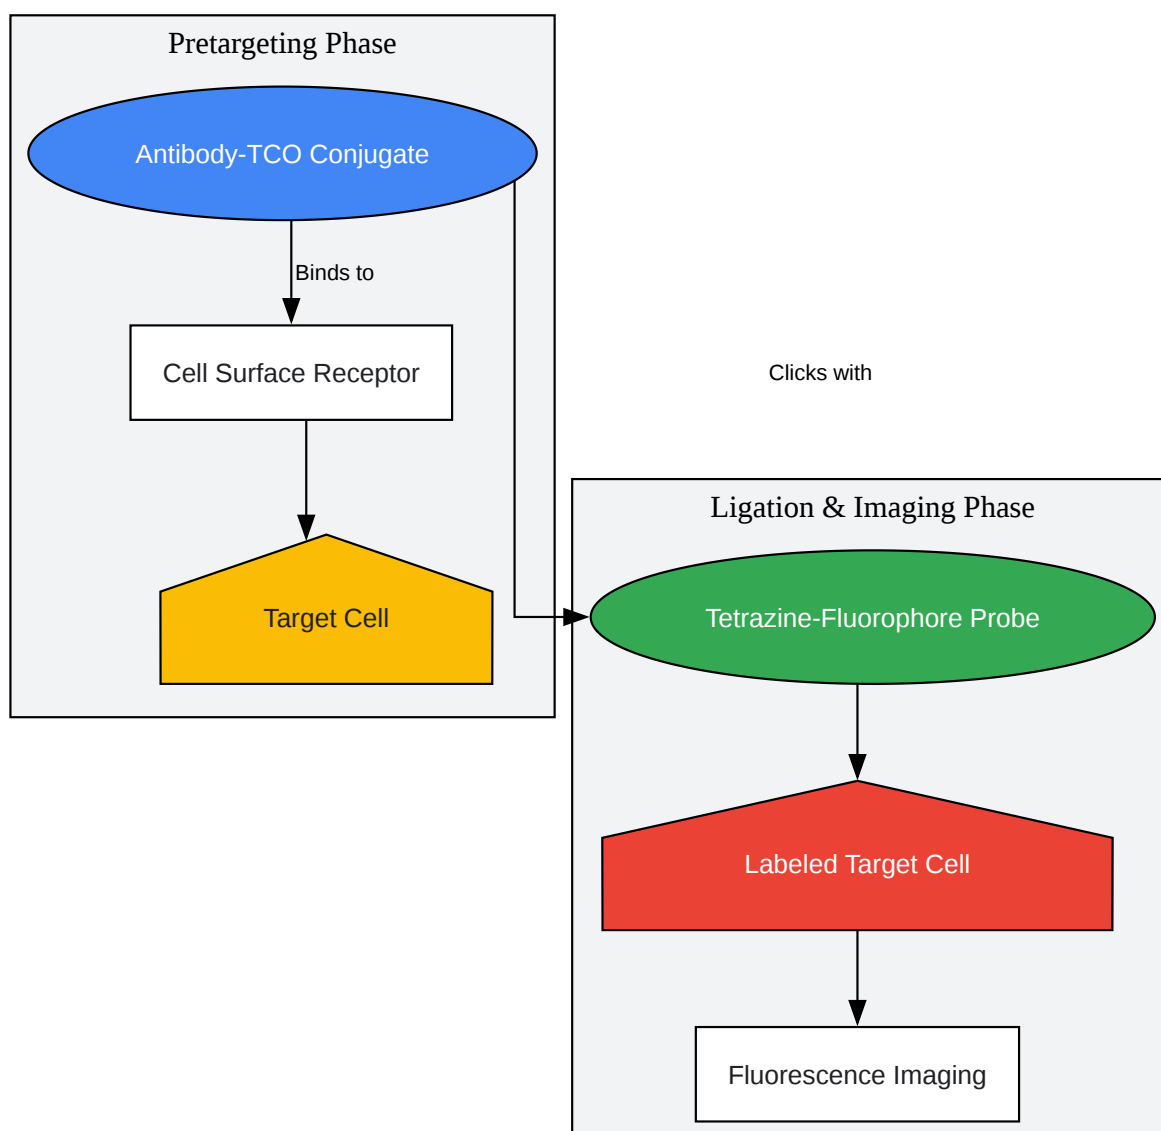 Pretargeting Phase
Antibody-TCO Conjugate
Binds to
Cell Surface Receptor
Clicks with
Target Cell
Ligation & Imaging Phase
Tetrazine-Fluorophore Probe
Labeled Target Cell
Fluorescence Imaging